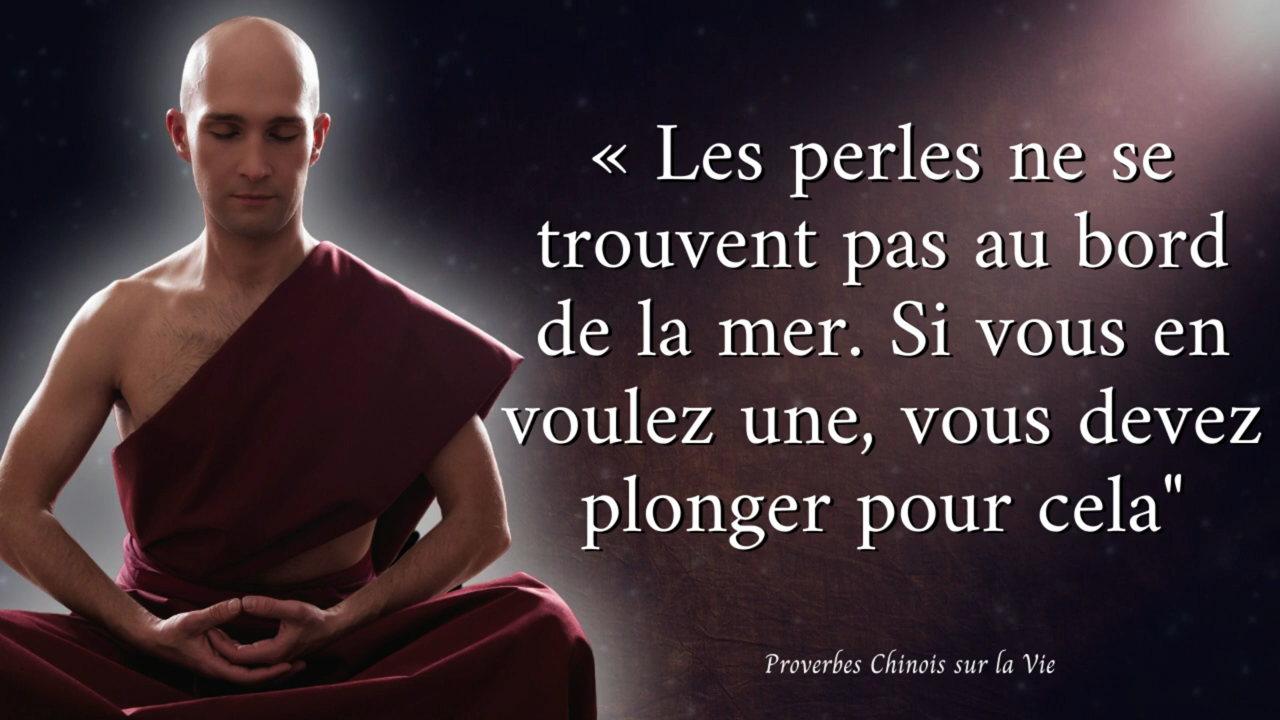 « Les perles ne se
trouvent pas au bord
de la mer. Si vous en
voulez une, vous devez
plonger pour cela"
Proverbes Chinois sur la Vie